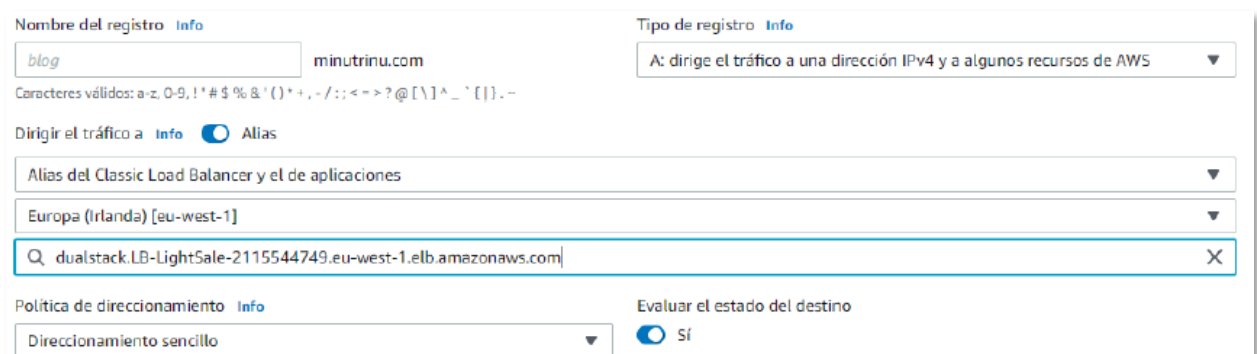 Nombre del registro Info
Tipo de registro Info
blog
minutrinu.com
A: dirige el tráfico a una dirección IPv4 y a algunos recursos de AWS
Caracteres válidos: a-z, 0-9, ! " # $ % & ' ( ) * + , - / : ; < = > ? @ [ \ ] ^ _ ` { | } . ~
Dirigir el tráfico a Info Alias
Alias del Classic Load Balancer y el de aplicaciones
Europa (Irlanda) [eu-west-1]
dualstack.LB-LightSale-2115544749.eu-west-1.elb.amazonaws.com
Política de direccionamiento Info
Evaluar el estado del destino
Direccionamiento sencillo
Sí